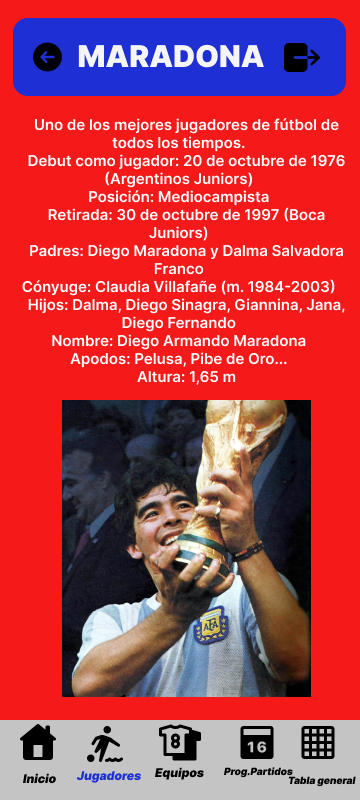 MARADONA
Uno de los mejores jugadores de fútbol de
todos los tiempos.
Debut como jugador: 20 de octubre de 1976
(Argentinos Juniors)
Posición: Mediocampista
Retirada: 30 de octubre de 1997 (Boca
Juniors)
Padres: Diego Maradona y Dalma Salvadora
Franco
Cónyuge: Claudia Villafañe (m. 1984-2003)
Hijos: Dalma, Diego Sinagra, Giannina, Jana,
Diego Fernando
Nombre: Diego Armando Maradona
Apodos: Pelusa, Pibe de Oro...
Altura: 1,65 m
AFA
8
16
Inicio
Jugadores
Equipos
Prog.Partidos
Tabla general